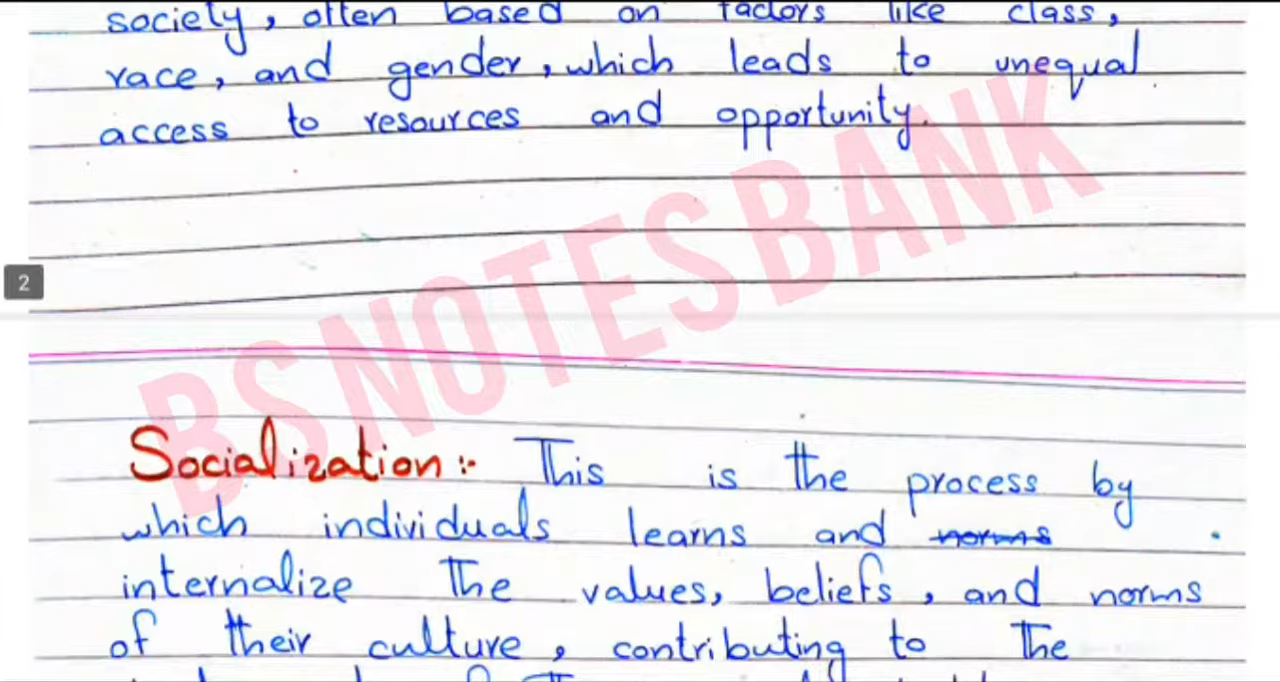 society, often based on factors like class,
race, and gender, which leads to unequal
access to resources and opportunity.
BSNOTESBANK
2
Socialization:- This is the process by
which individuals learns and norms
internalize the values, beliefs, and norms
of their culture, contributing to the